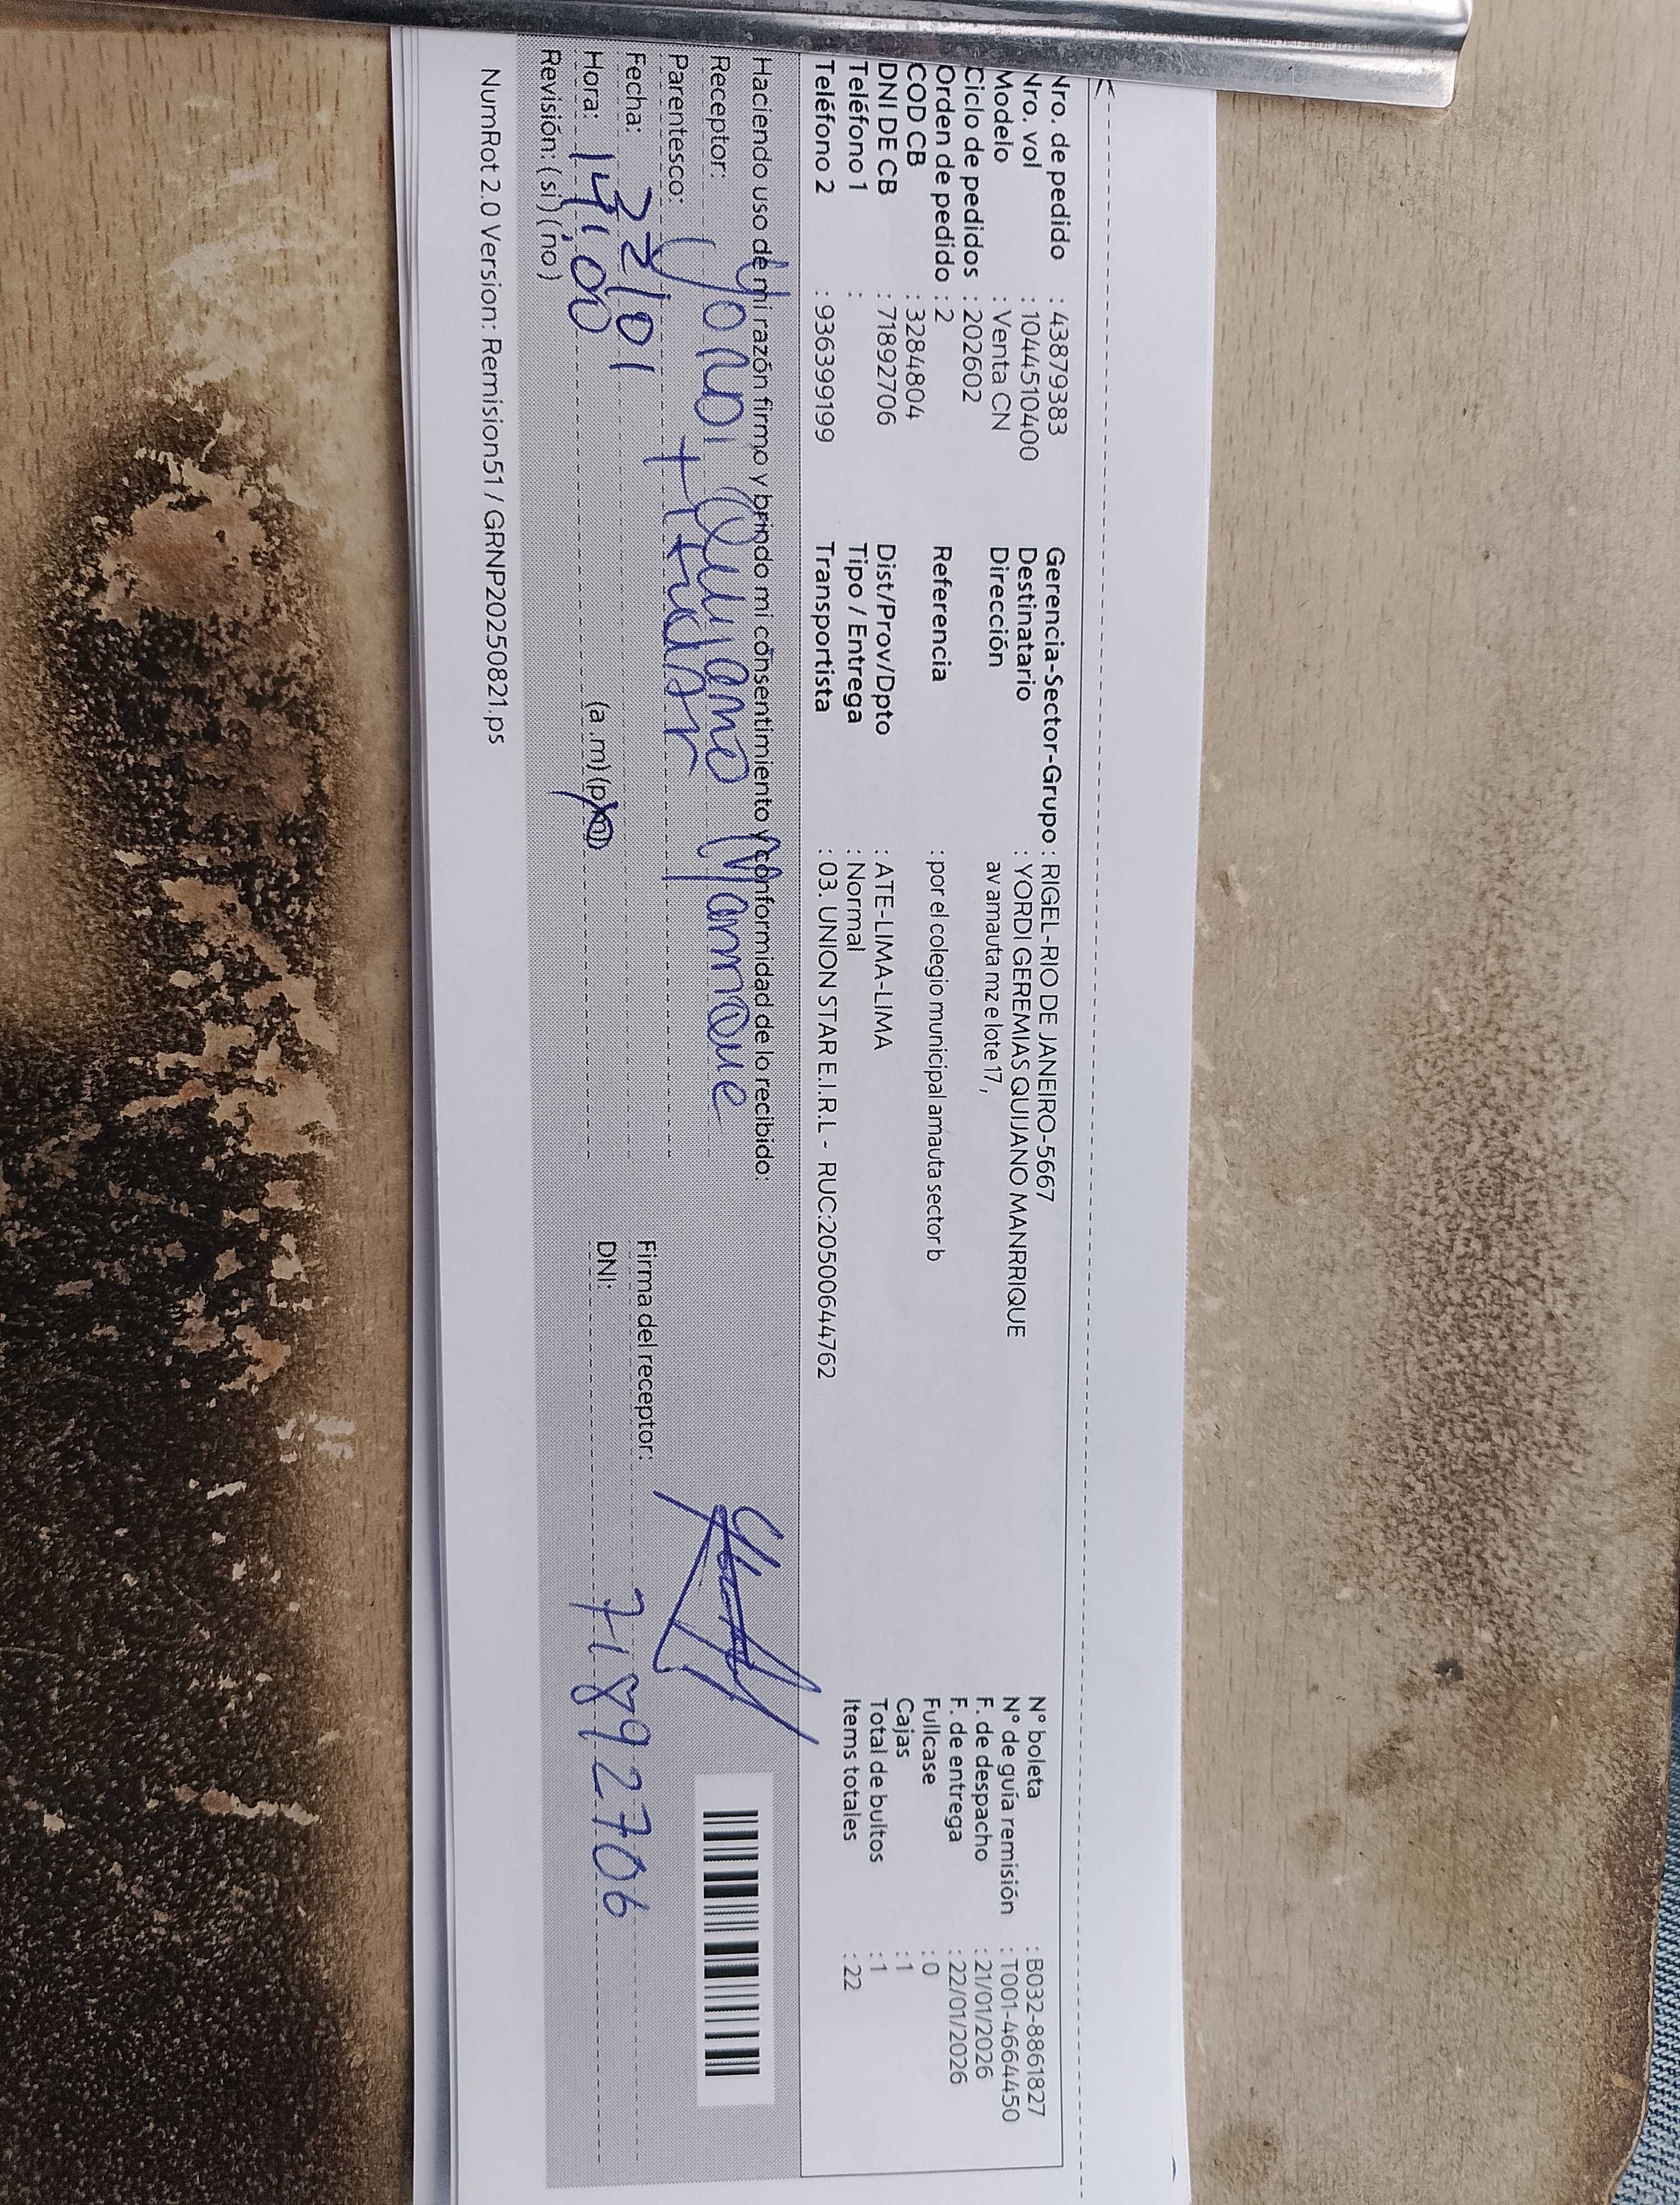 Nro. de pedido : 43879383
Nro. vol : 1044510400
Modelo : Venta CN
Ciclo de pedidos : 202602
Orden de pedido : 2
COD CB : 3284804
DNI DE CB : 71892706
Teléfono 1 :
Teléfono 2 : 936399199
Gerencia-Sector-Grupo : RIGEL-RIO DE JANEIRO-5667
Destinatario : YORDI GEREMIAS QUIJANO MANRRIQUE
Dirección av amauta mz e lote 17 ,
Referencia : por el colegio municipal amauta sector b
Dist/Prov/Dpto : ATE-LIMA-LIMA
Tipo / Entrega : Normal
Transportista : 03. UNION STAR E.I.R.L - RUC:20500644762
N° boleta : B032-8861827
N° de guía remisión : T001-4664450
F. de despacho : 21/01/2026
F. de entrega : 22/01/2026
Fullcase : 0
Cajas : 1
Total de bultos : 1
Items totales : 22
Haciendo uso de mi razón firmo y brindo mi consentimiento y conformidad de lo recibido:
Receptor: Yordi Quijano
Parentesco: Titular
Fecha: 22/01
Hora: 14:00 (a.m)(p.m)
Revisión: (si) (no)
Firma del receptor:
DNI: 71892706
NumRot 2.0 Version: Remision51 / GRNP20250821.ps